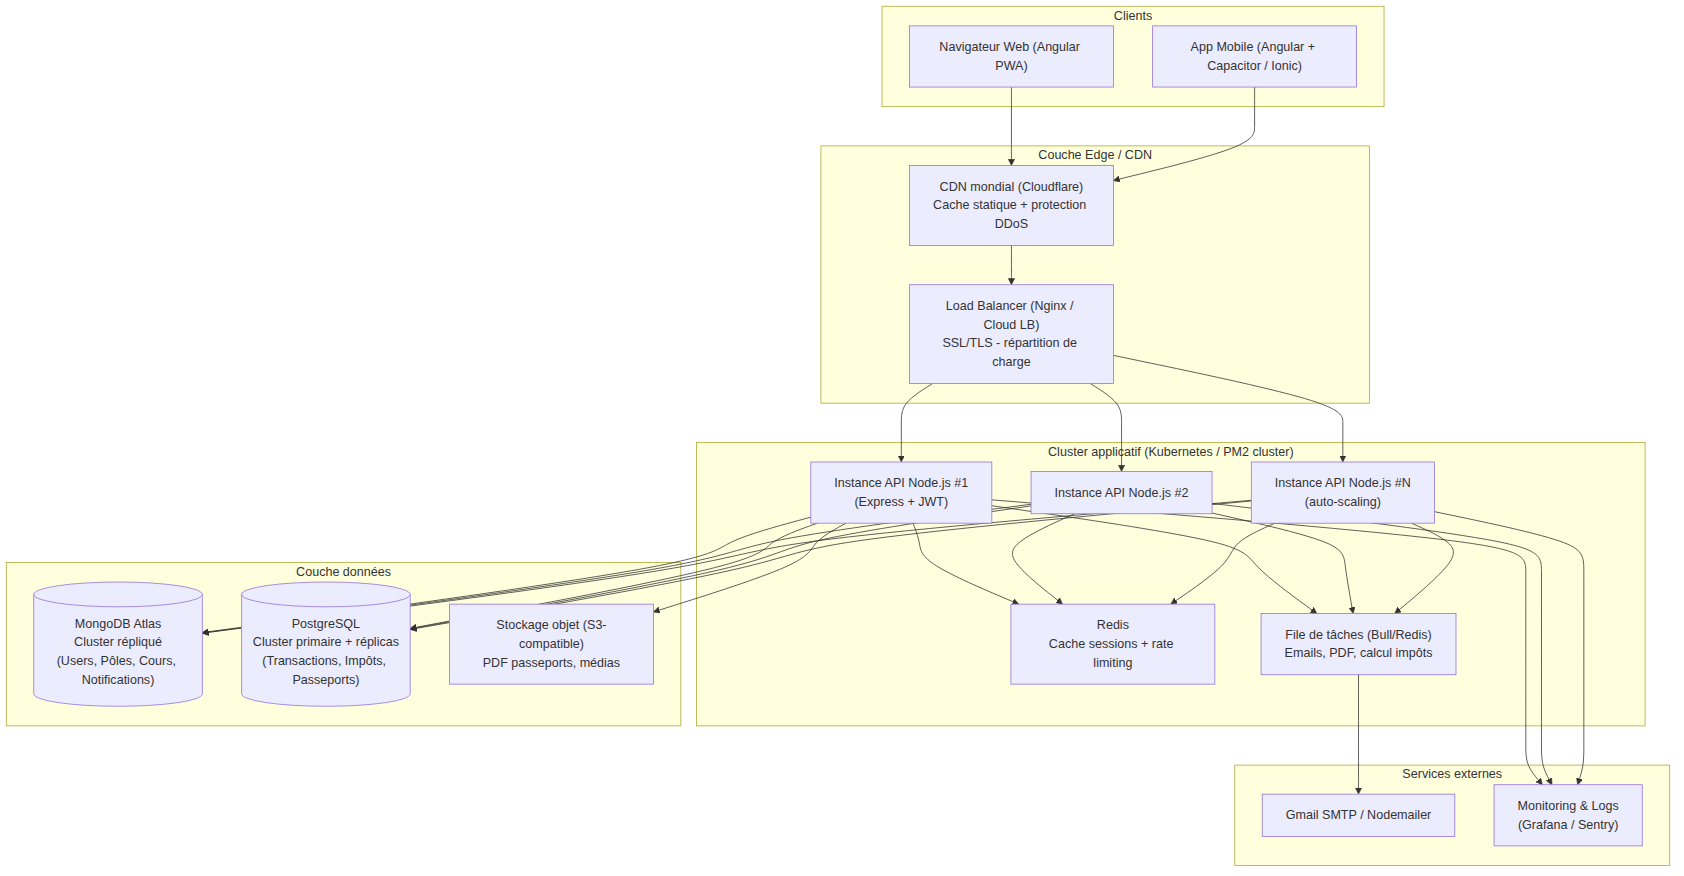 Clients
Navigateur Web (Angular
PWA)
App Mobile (Angular +
Capacitor / Ionic)
Couche Edge / CDN
CDN mondial (Cloudflare)
Cache statique + protection
DDoS
Load Balancer (Nginx /
Cloud LB)
SSL/TLS - répartition de
charge
Cluster applicatif (Kubernetes / PM2 cluster)
Instance API Node.js #1
(Express + JWT)
Instance API Node.js #2
Instance API Node.js #N
(auto-scaling)
Couche données
MongoDB Atlas
Cluster répliqué
(Users, Pôles, Cours,
Notifications)
PostgreSQL
Cluster primaire + réplicas
(Transactions, Impôts,
Passeports)
Stockage objet (S3-
compatible)
PDF passeports, médias
Redis
Cache sessions + rate
limiting
File de tâches (Bull/Redis)
Emails, PDF, calcul impôts
Services externes
Gmail SMTP / Nodemailer
Monitoring & Logs
(Grafana / Sentry)